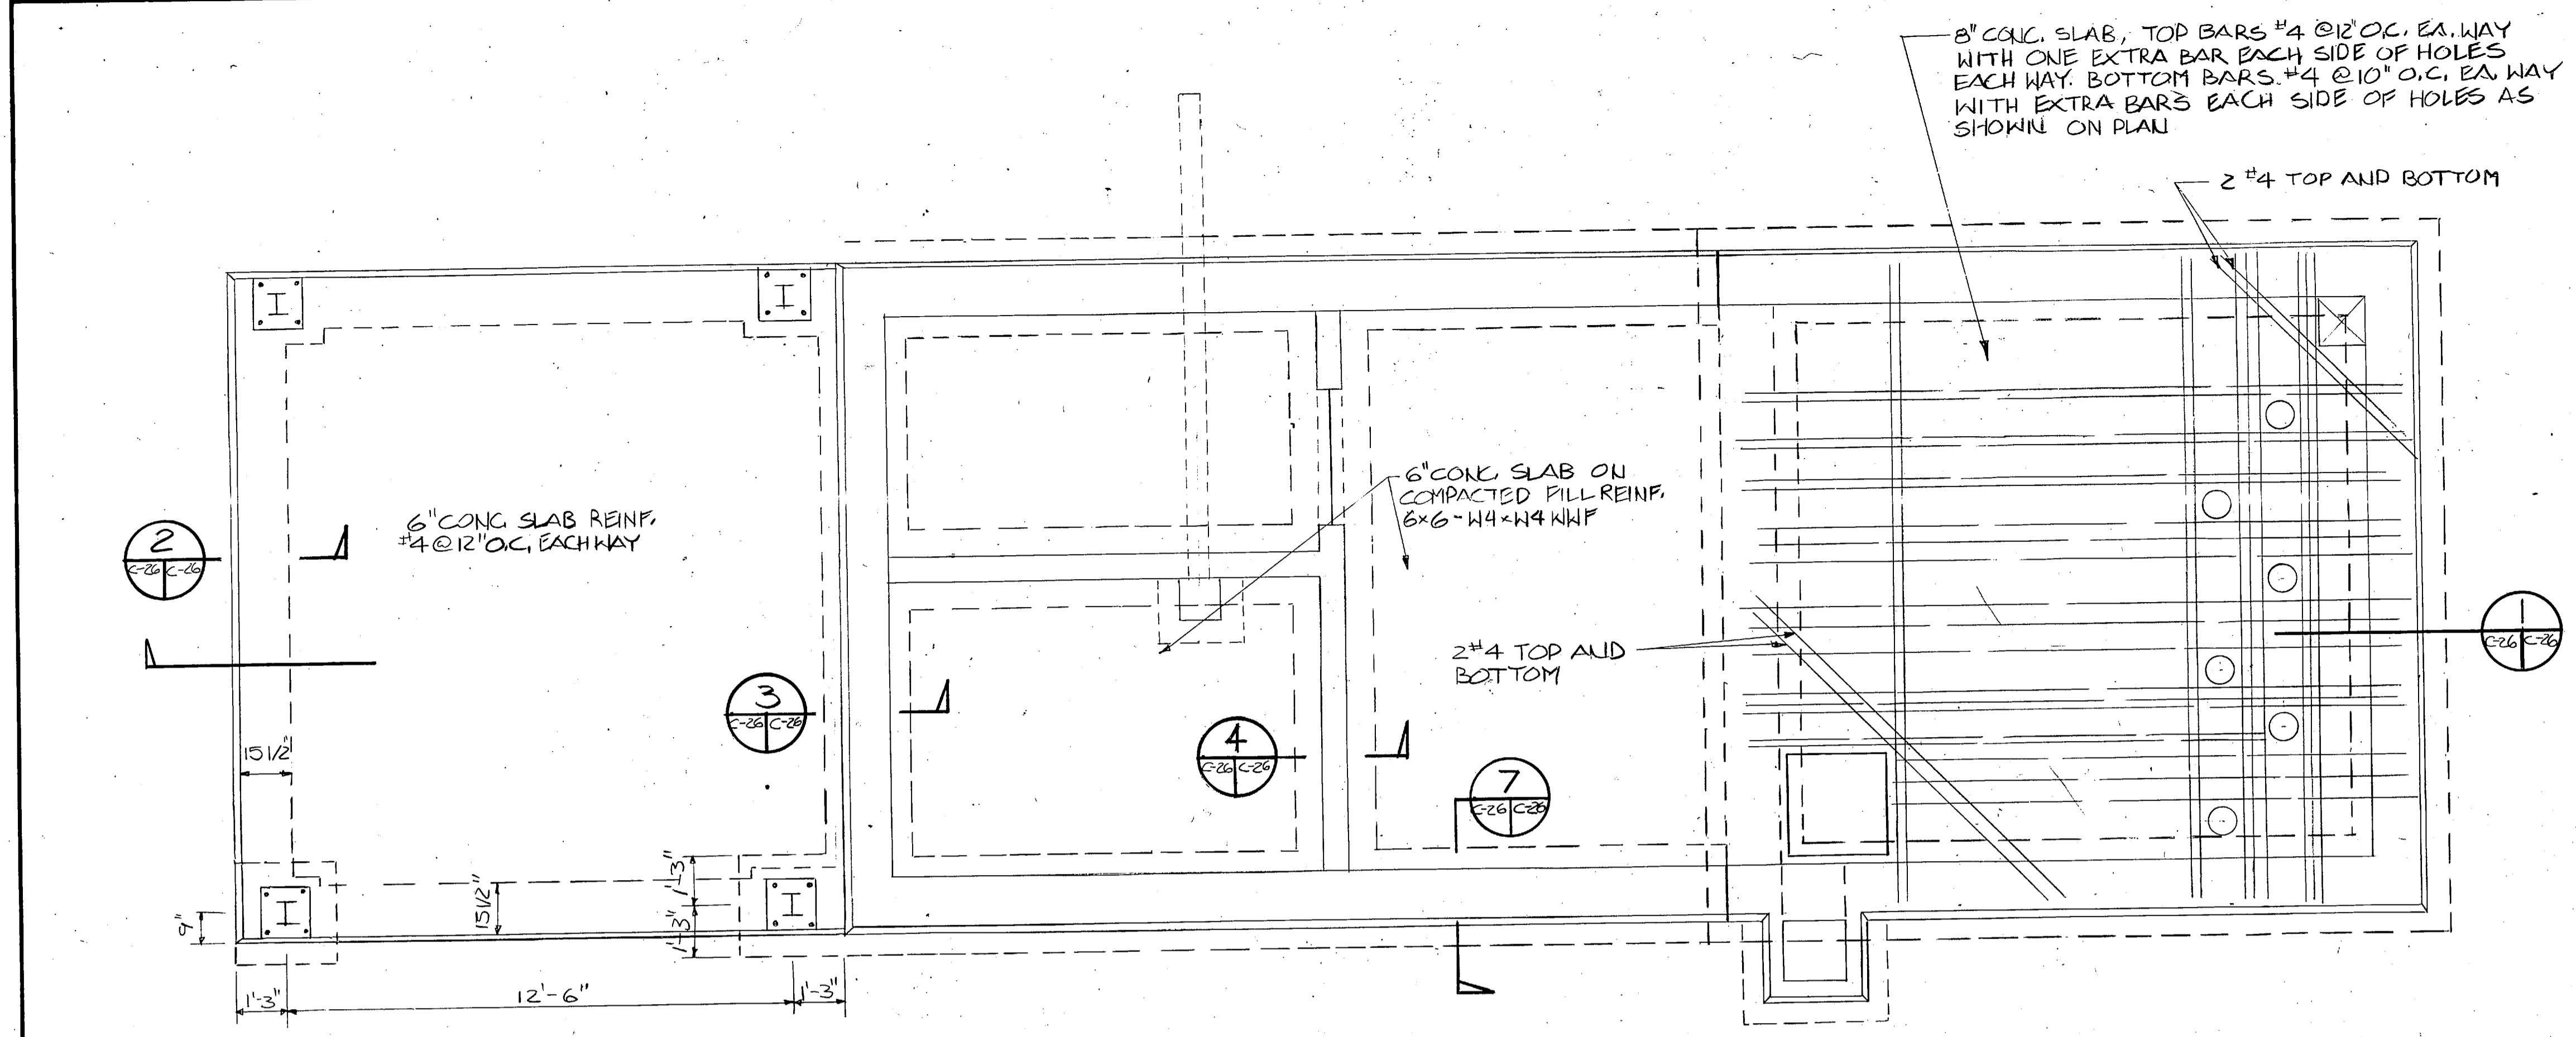 8" CONC. SLAB, TOP BARS #4 @12" O.C. EA. WAY
WITH ONE EXTRA BAR EACH SIDE OF HOLES
EACH WAY. BOTTOM BARS. #4 @10" O.C. EA. WAY
WITH EXTRA BARS EACH SIDE OF HOLES AS
SHOWN ON PLAN
2 #4 TOP AND BOTTOM
6" CONC. SLAB ON
COMPACTED FILL REINF.
6x6 - W4xW4 WWF
6" CONC SLAB REINF.
#4 @ 12" O.C. EACH WAY
2
C-26 C-26
1
C-26 C-26
2 #4 TOP AND
BOTTOM
3
C-26 C-26
4
C-26 C-26
7
C-26 C-26
15 1/2"
15 1/2"
1'-3"
1'-3"
9"
1'-3"
12'-6"
1'-3"